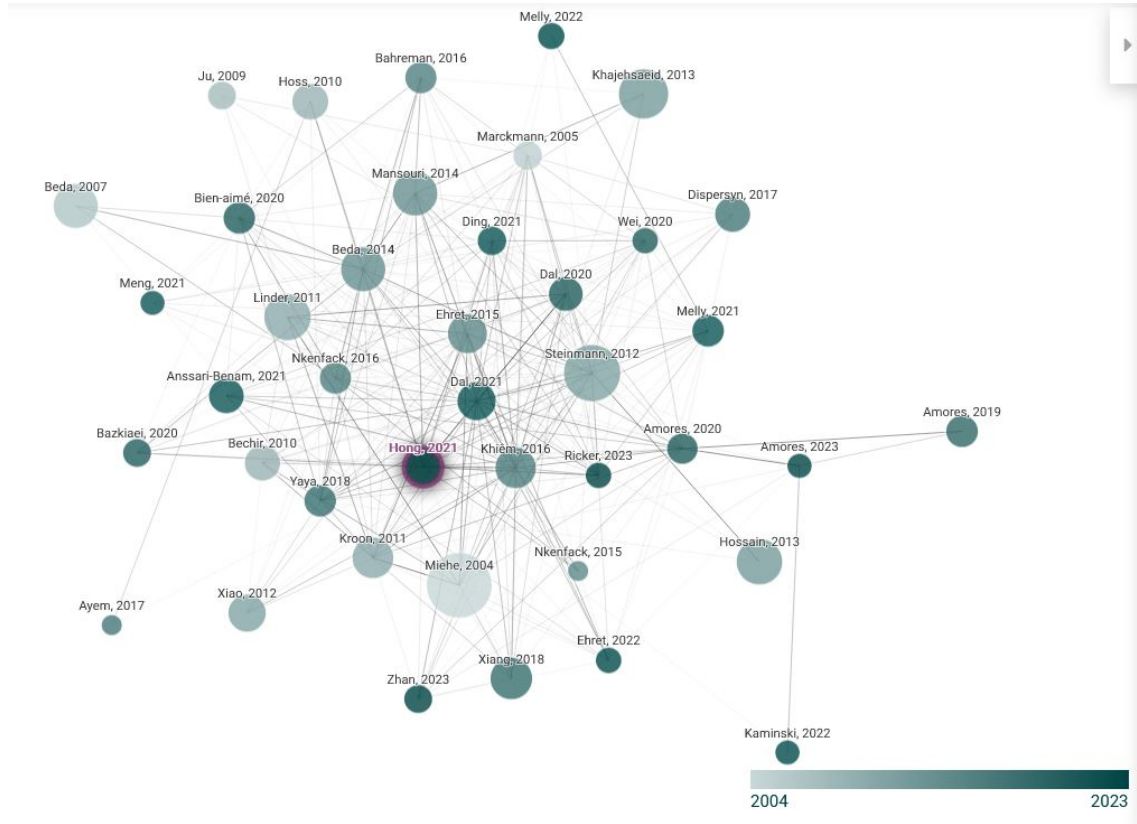 Melly, 2022
Bahreman, 2016
Ju, 2009
Hoss, 2010
Khajehsaeid, 2013
Marckmann, 2005
Mansouri, 2014
Beda, 2007
Bien-aimé, 2020
Dispersyn, 2017
Ding, 2021
Wei, 2020
Beda, 2014
Dal, 2020
Meng, 2021
Linder, 2011
Ehret, 2015
Melly, 2021
Nkenfack, 2016
Steinmann, 2012
Anssari-Benam, 2021
Dal, 2021
Amores, 2019
Bazkiaei, 2020
Bechir, 2010
Hong, 2021
Khiêm, 2016
Amores, 2020
Ricker, 2023
Amores, 2023
Yaya, 2018
Kroon, 2011
Miehe, 2004
Nkenfack, 2015
Hossain, 2013
Ayem, 2017
Xiao, 2012
Ehret, 2022
Zhan, 2023
Xiang, 2018
Kaminski, 2022
2004
2023